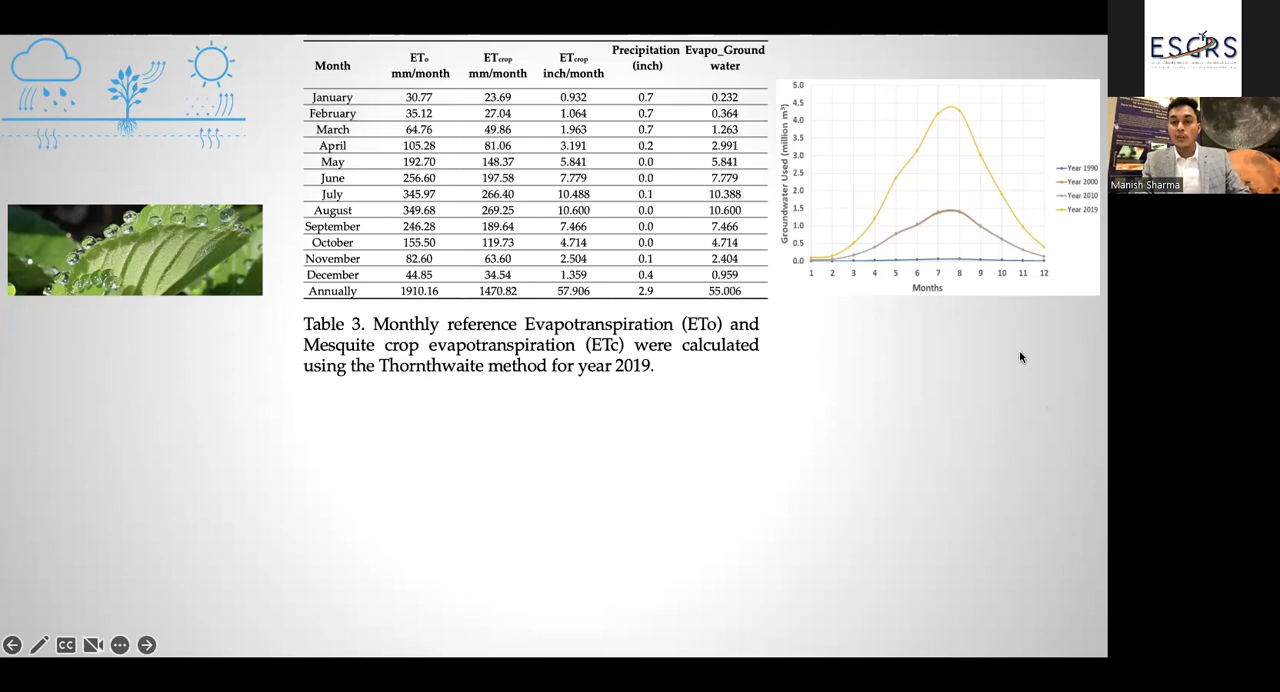 Month ETo mm/month ETcrop mm/month ETcrop inch/month Precipitation (inch) Evapo_Ground water
January 30.77 23.69 0.932 0.7 0.232
February 35.12 27.04 1.064 0.7 0.364
March 64.76 49.86 1.963 0.7 1.263
April 105.28 81.06 3.191 0.2 2.991
May 192.70 148.37 5.841 0.0 5.841
June 256.60 197.58 7.779 0.0 7.779
July 345.97 266.40 10.488 0.1 10.388
August 349.68 269.25 10.600 0.0 10.600
September 246.28 189.64 7.466 0.0 7.466
October 155.50 119.73 4.714 0.0 4.714
November 82.60 63.60 2.504 0.1 2.404
December 44.85 34.54 1.359 0.4 0.959
Annually 1910.16 1470.82 57.906 2.9 55.006
Table 3. Monthly reference Evapotranspiration (ETo) and
Mesquite crop evapotranspiration (ETc) were calculated
using the Thornthwaite method for year 2019.
Groundwater Used (million m³)
5.0
4.5
4.0
3.5
3.0
2.5
2.0
1.5
1.0
0.5
0.0
1 2 3 4 5 6 7 8 9 10 11 12
Months
Year 1990
Year 2000
Year 2010
Year 2019
ESGRS
Manish Sharma
CC